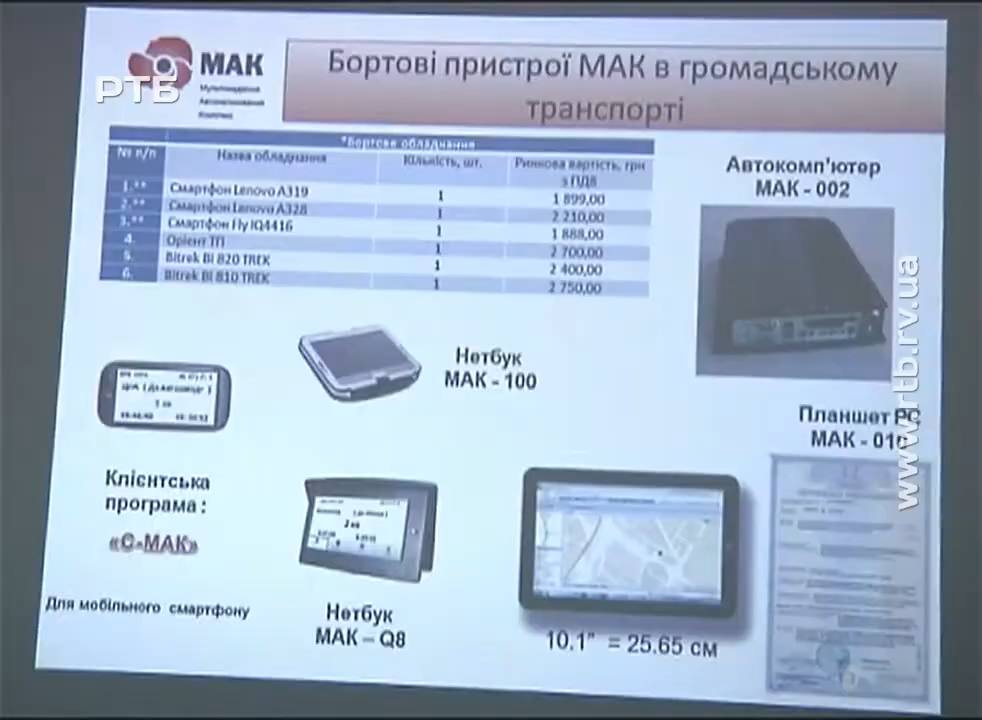 МАК
РТВ
Мультимедійна
Бортові пристрої МАК в громадському
транспорті
*Бортове обладнання
№ п/п Назва обладнання Кількість, шт. Ринкова вартість, грн
з ПДВ
1.** Смартфон Lenovo A319 1 1 899,00
2.** Смартфон Lenovo A328 1 2 210,00
3.** Смартфон Fly IQ4416 1 1 888,00
4. Орієнт ТП 1 2 700,00
5. Bitrek BI 820 TREK 1 2 400,00
6. Bitrek BI 810 TREK 1 2 750,00
Автокомп'ютер
МАК - 002
Нетбук
МАК - 100
Планшет PC
МАК - 010
www.rtb.rv.ua
Клієнтська
програма :
«С-МАК»
Для мобільного смартфону
Нетбук
МАК – Q8
10.1" = 25.65 см